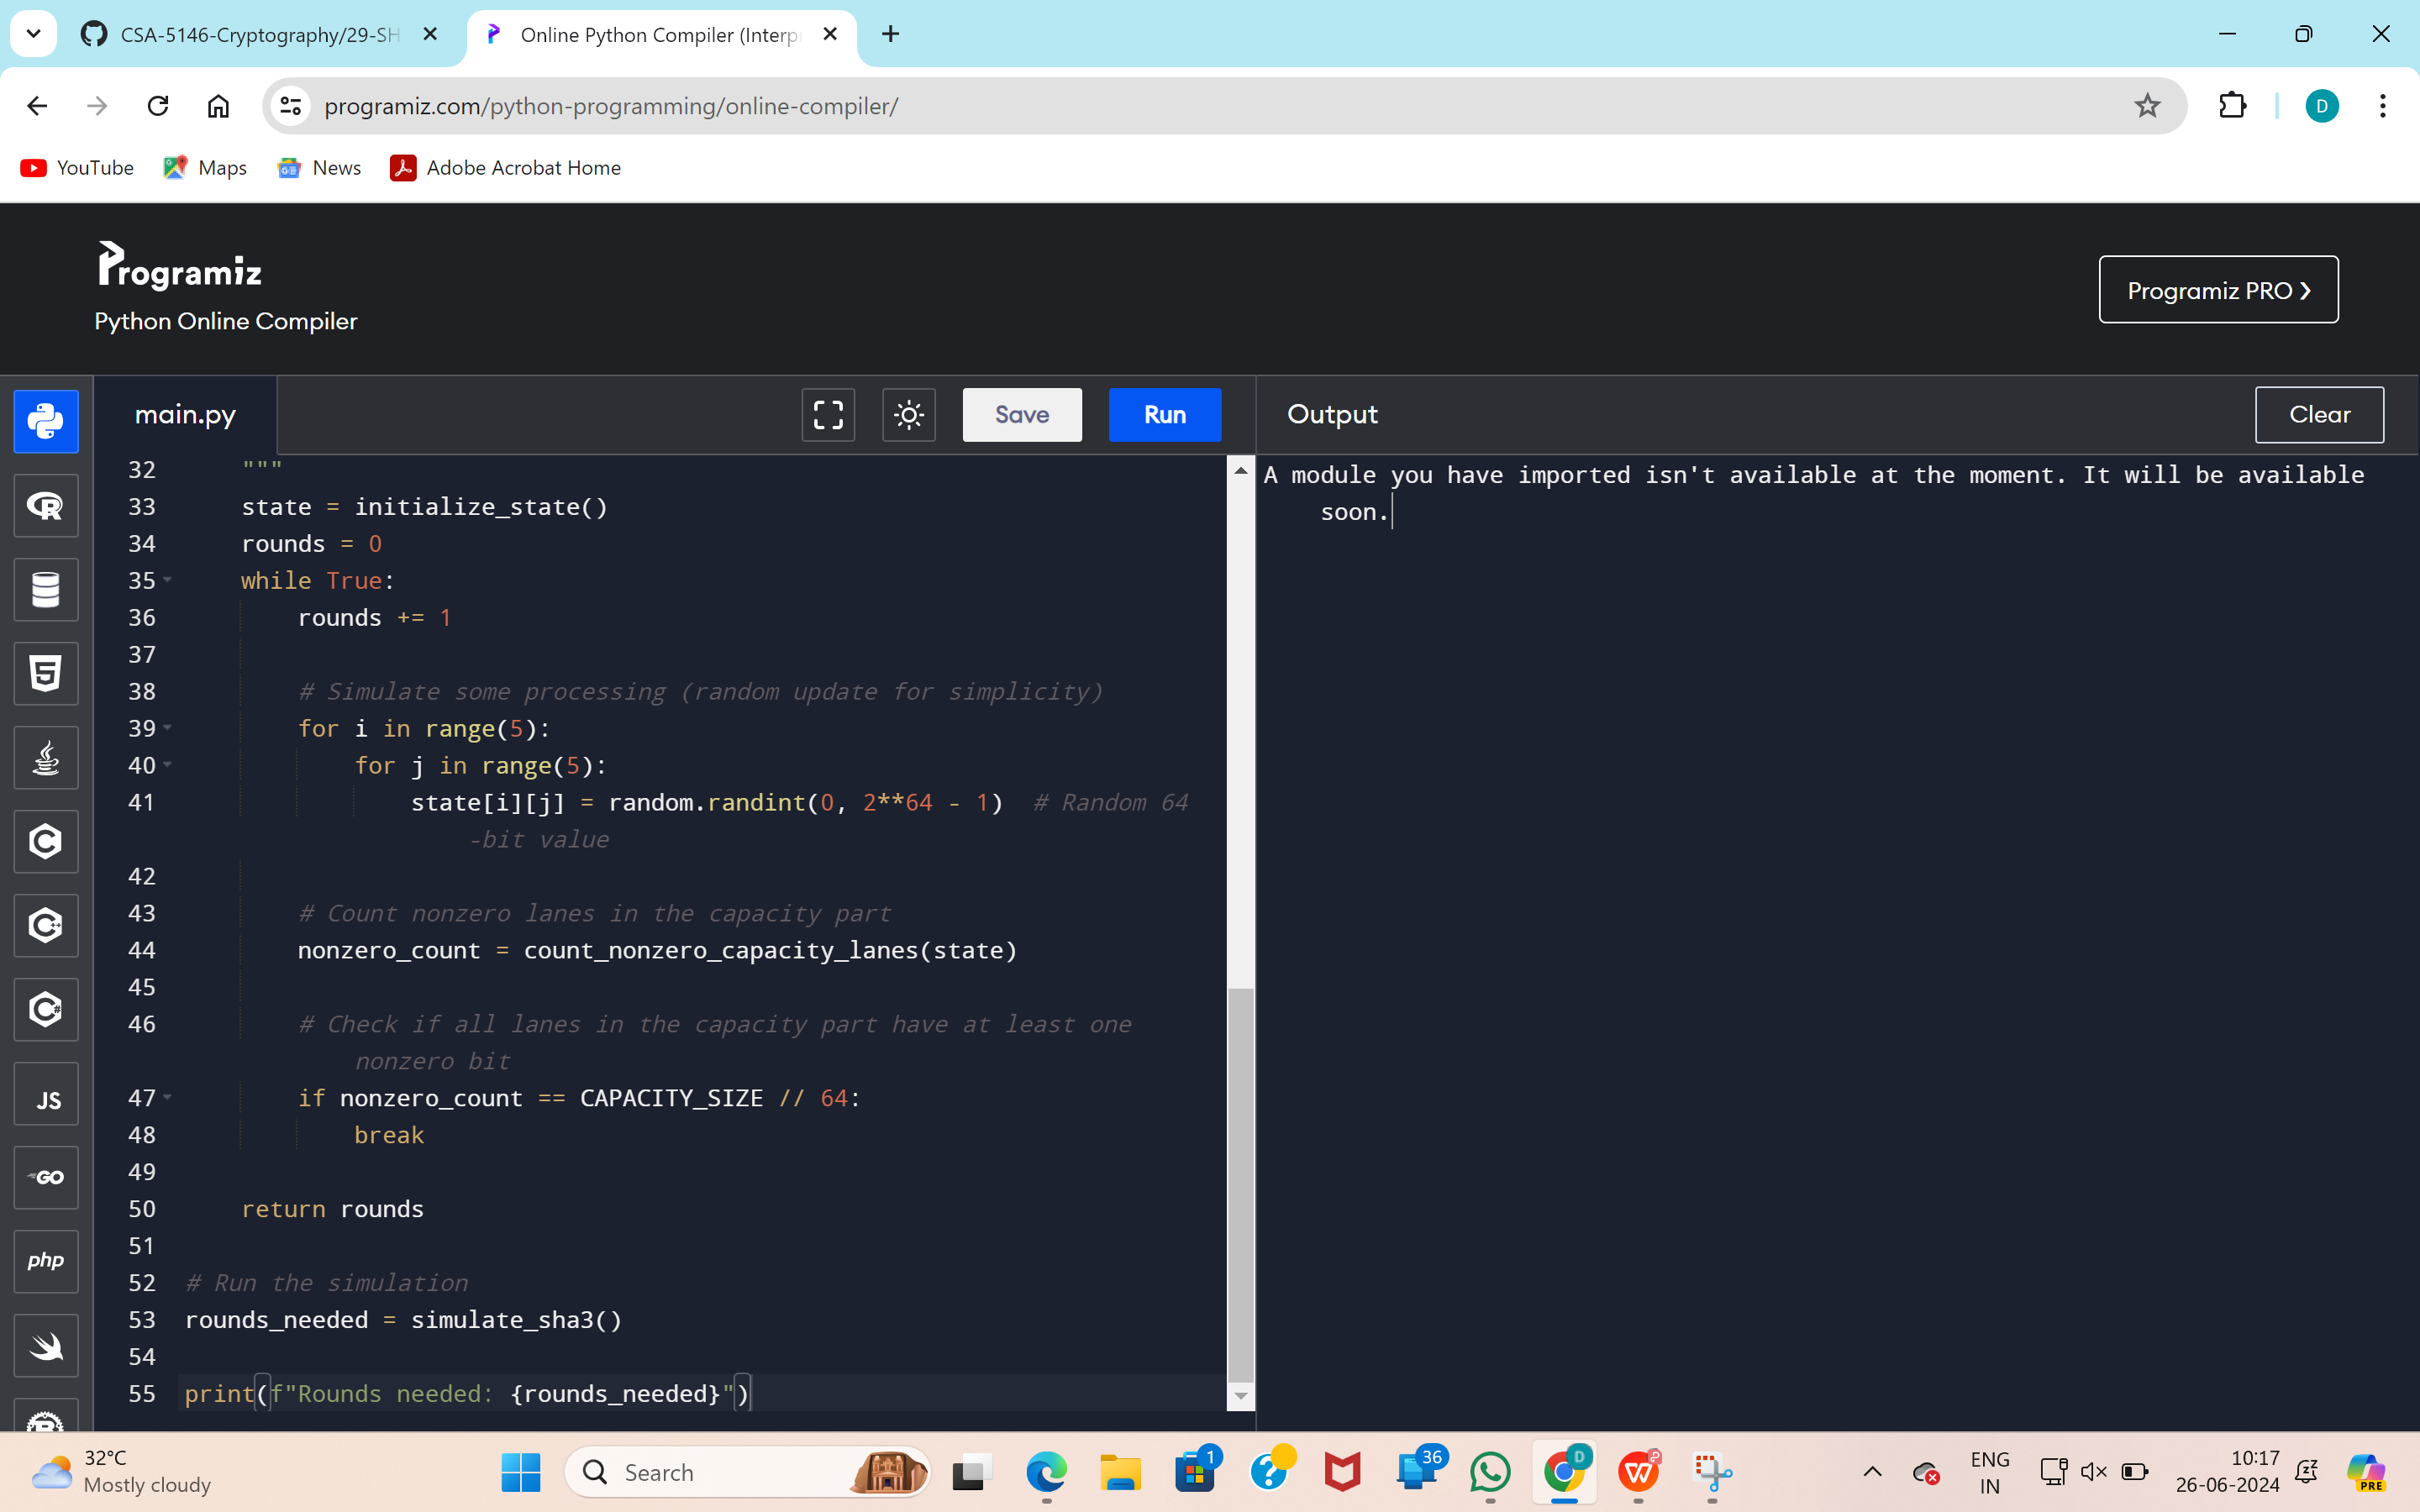 CSA-5146-Cryptography/29-SH
Online Python Compiler (Interp
programiz.com/python-programming/online-compiler/
D
YouTube
Maps
News
Adobe Acrobat Home
Programiz
Python Online Compiler
Programiz PRO ❯
main.py
Save
Run
Output
Clear
32 """
33 state = initialize_state()
34 rounds = 0
35 while True:
36 rounds += 1
37
38 # Simulate some processing (random update for simplicity)
39 for i in range(5):
40 for j in range(5):
41 state[i][j] = random.randint(0, 2**64 - 1)  # Random 64
-bit value
42
43 # Count nonzero lanes in the capacity part
44 nonzero_count = count_nonzero_capacity_lanes(state)
45
46 # Check if all lanes in the capacity part have at least one
nonzero bit
47 if nonzero_count == CAPACITY_SIZE // 64:
48 break
49
50 return rounds
51
52 # Run the simulation
53 rounds_needed = simulate_sha3()
54
55 print(f"Rounds needed: {rounds_needed}")
A module you have imported isn't available at the moment. It will be available
soon.
R
5
C
C++
C#
JS
GO
php
32°C
Mostly cloudy
Search
1
36
D
W
ENG
IN
10:17
26-06-2024
PRE